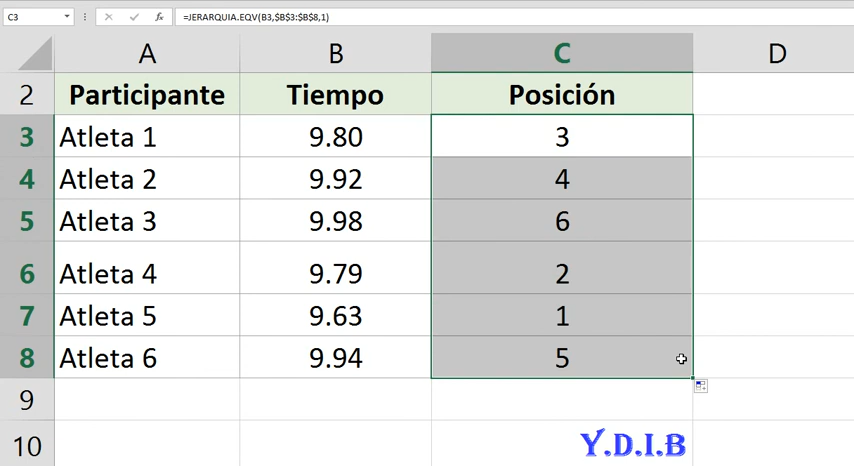 C3 =JERARQUIA.EQV(B3,$B$3:$B$8,1)
A B C D
2 Participante Tiempo Posición
3 Atleta 1 9.80 3
4 Atleta 2 9.92 4
5 Atleta 3 9.98 6
6 Atleta 4 9.79 2
7 Atleta 5 9.63 1
8 Atleta 6 9.94 5
9
10 Y.D.I.B